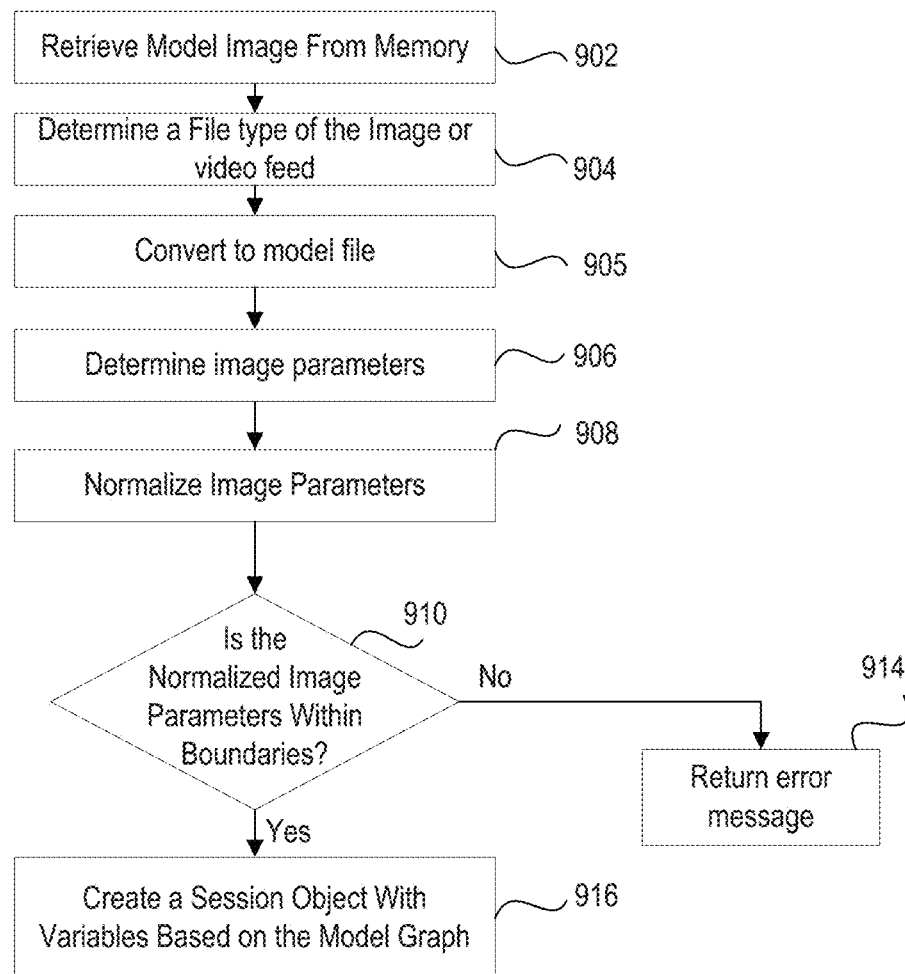 Retrieve Model Image From Memory
902
Determine a File type of the Image or
video feed
904
Convert to model file
905
Determine image parameters
906
908
Normalize Image Parameters
910
Is the
Normalized Image
Parameters Within
Boundaries?
No
914
Return error
message
Yes
Create a Session Object With
Variables Based on the Model Graph
916